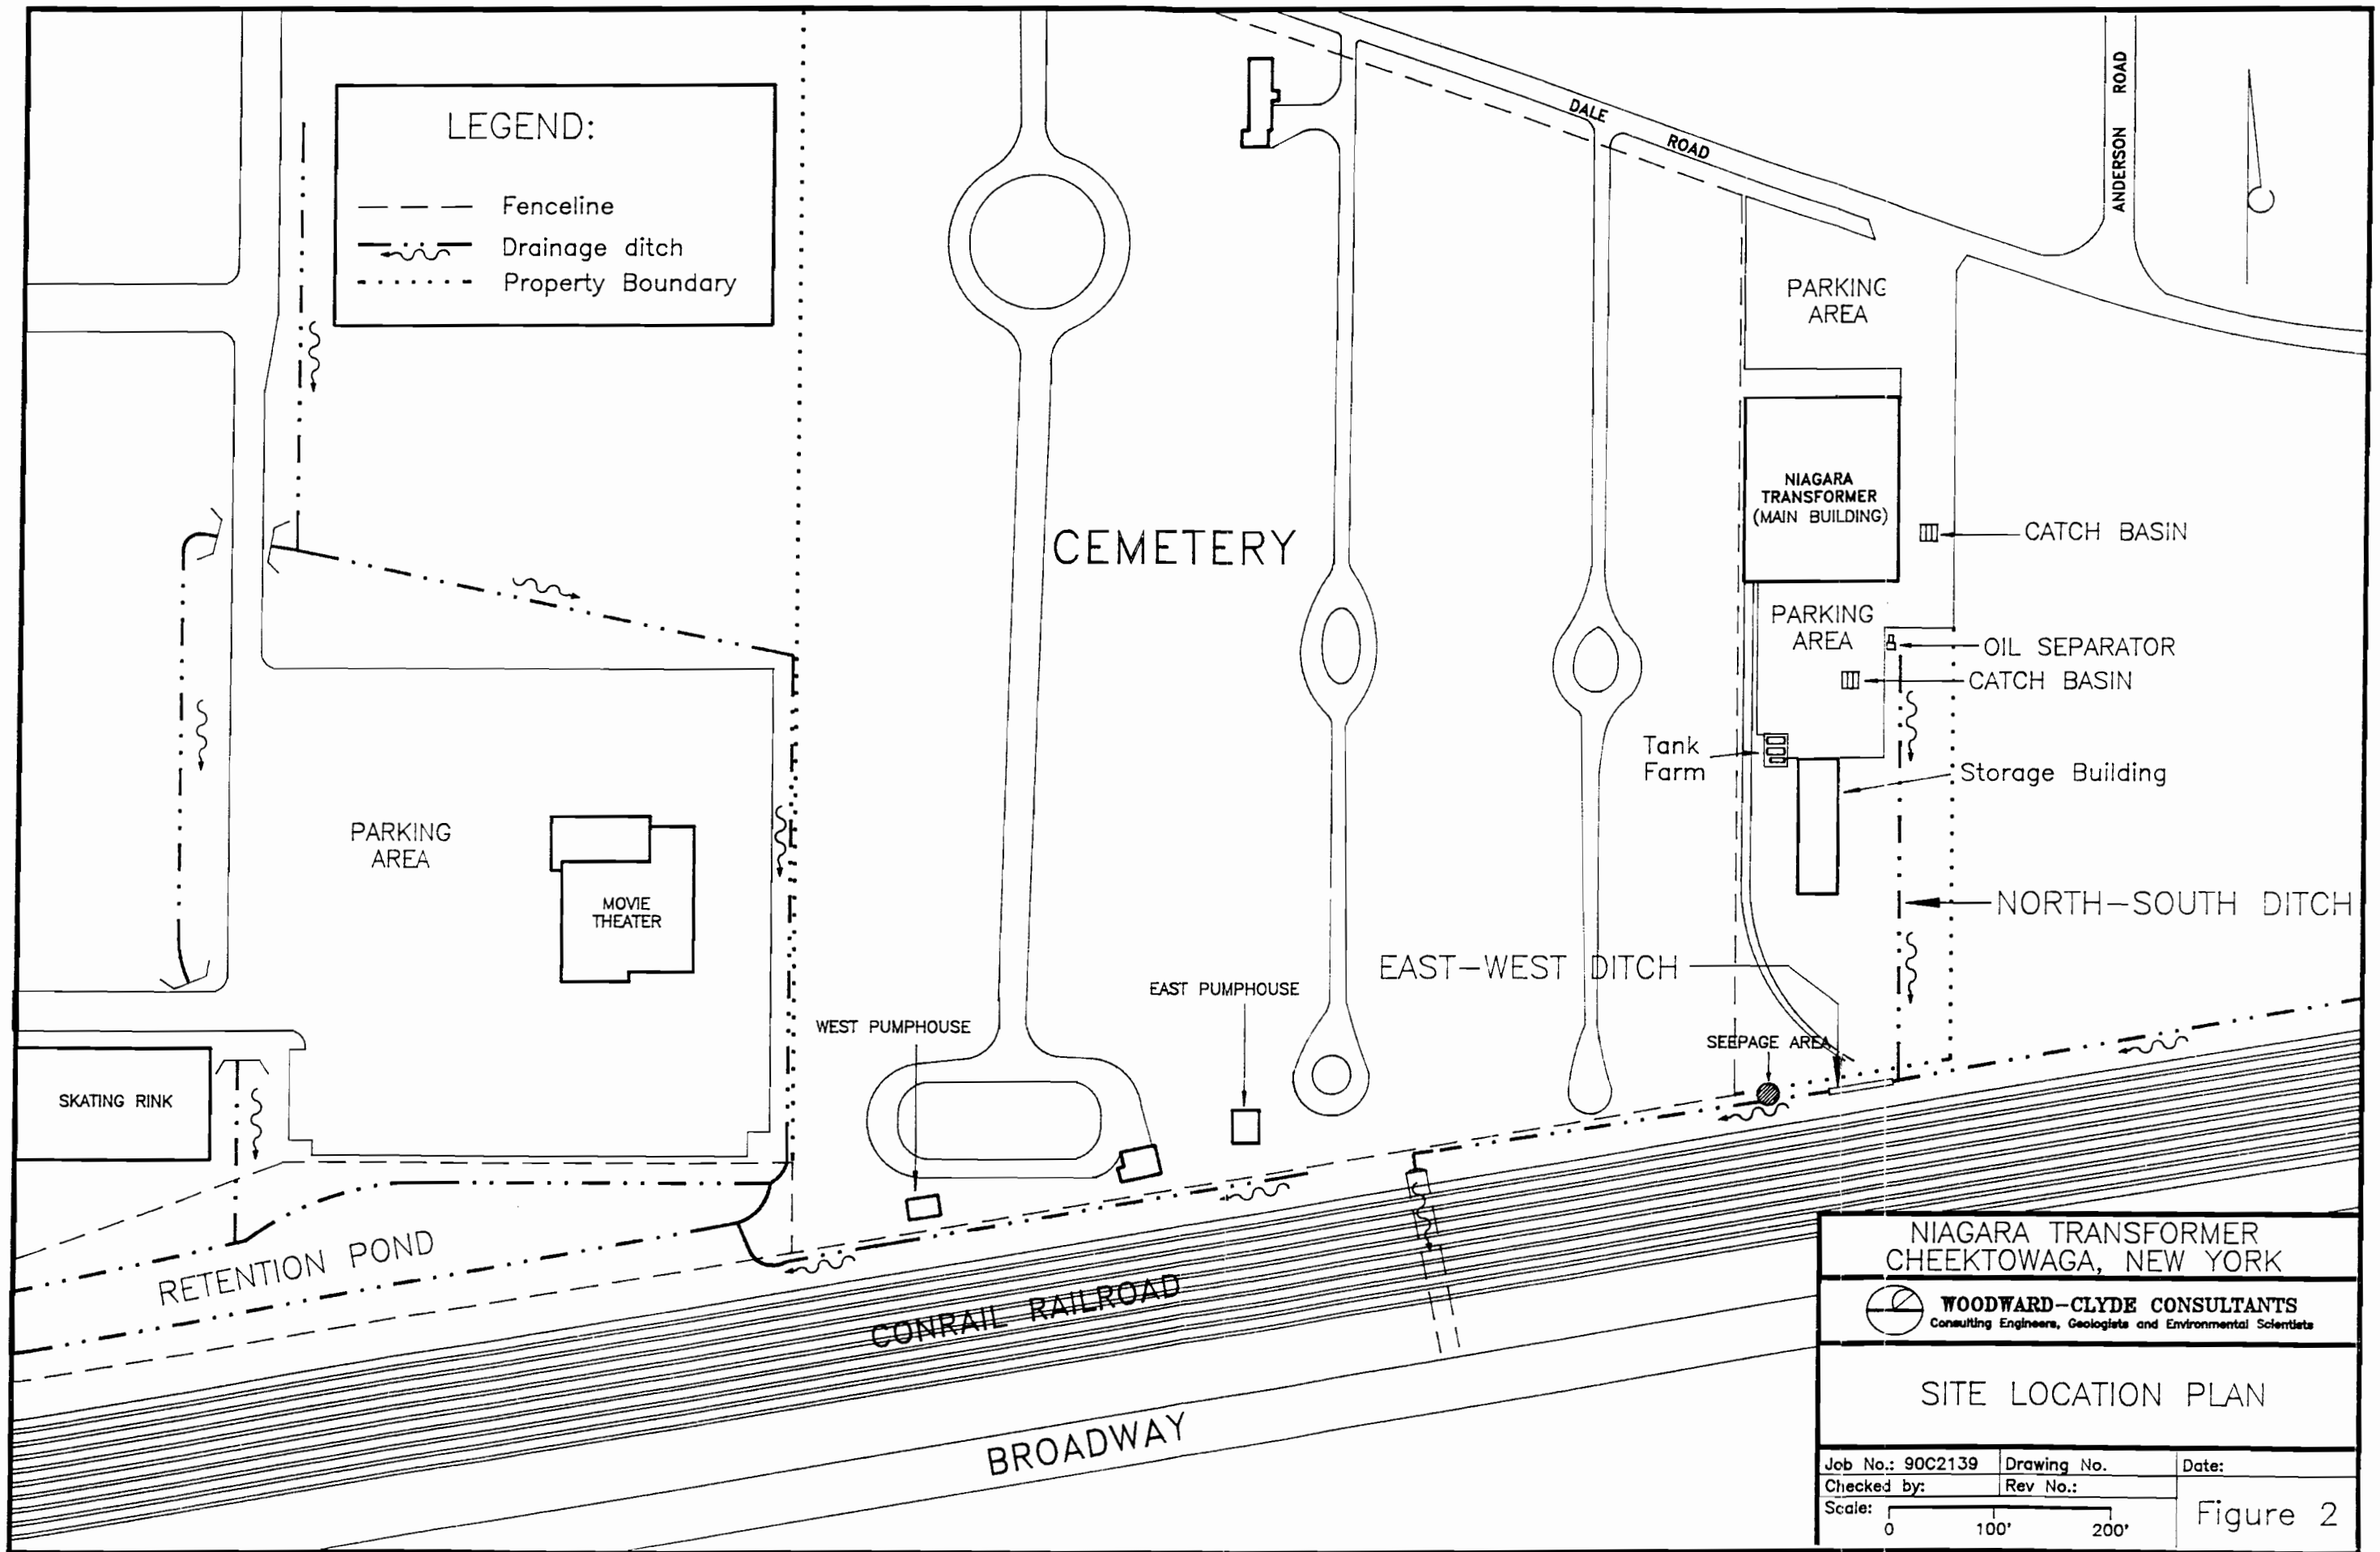 LEGEND:
Fenceline
Drainage ditch
Property Boundary
DALE
ROAD
ANDERSON ROAD
PARKING
AREA
NIAGARA
TRANSFORMER
(MAIN BUILDING)
CEMETERY
CATCH BASIN
PARKING
AREA
OIL SEPARATOR
CATCH BASIN
Tank
Farm
Storage Building
PARKING
AREA
MOVIE
THEATER
NORTH-SOUTH DITCH
EAST-WEST DITCH
EAST PUMPHOUSE
WEST PUMPHOUSE
SEEPAGE AREA
SKATING RINK
RETENTION POND
CONRAIL RAILROAD
BROADWAY
NIAGARA TRANSFORMER
CHEEKTOWAGA, NEW YORK
WOODWARD-CLYDE CONSULTANTS
Consulting Engineers, Geologists and Environmental Scientists
SITE LOCATION PLAN
Job No.: 90C2139 Drawing No. Date:
Checked by: Rev No.:
Scale: 0 100' 200'
Figure 2